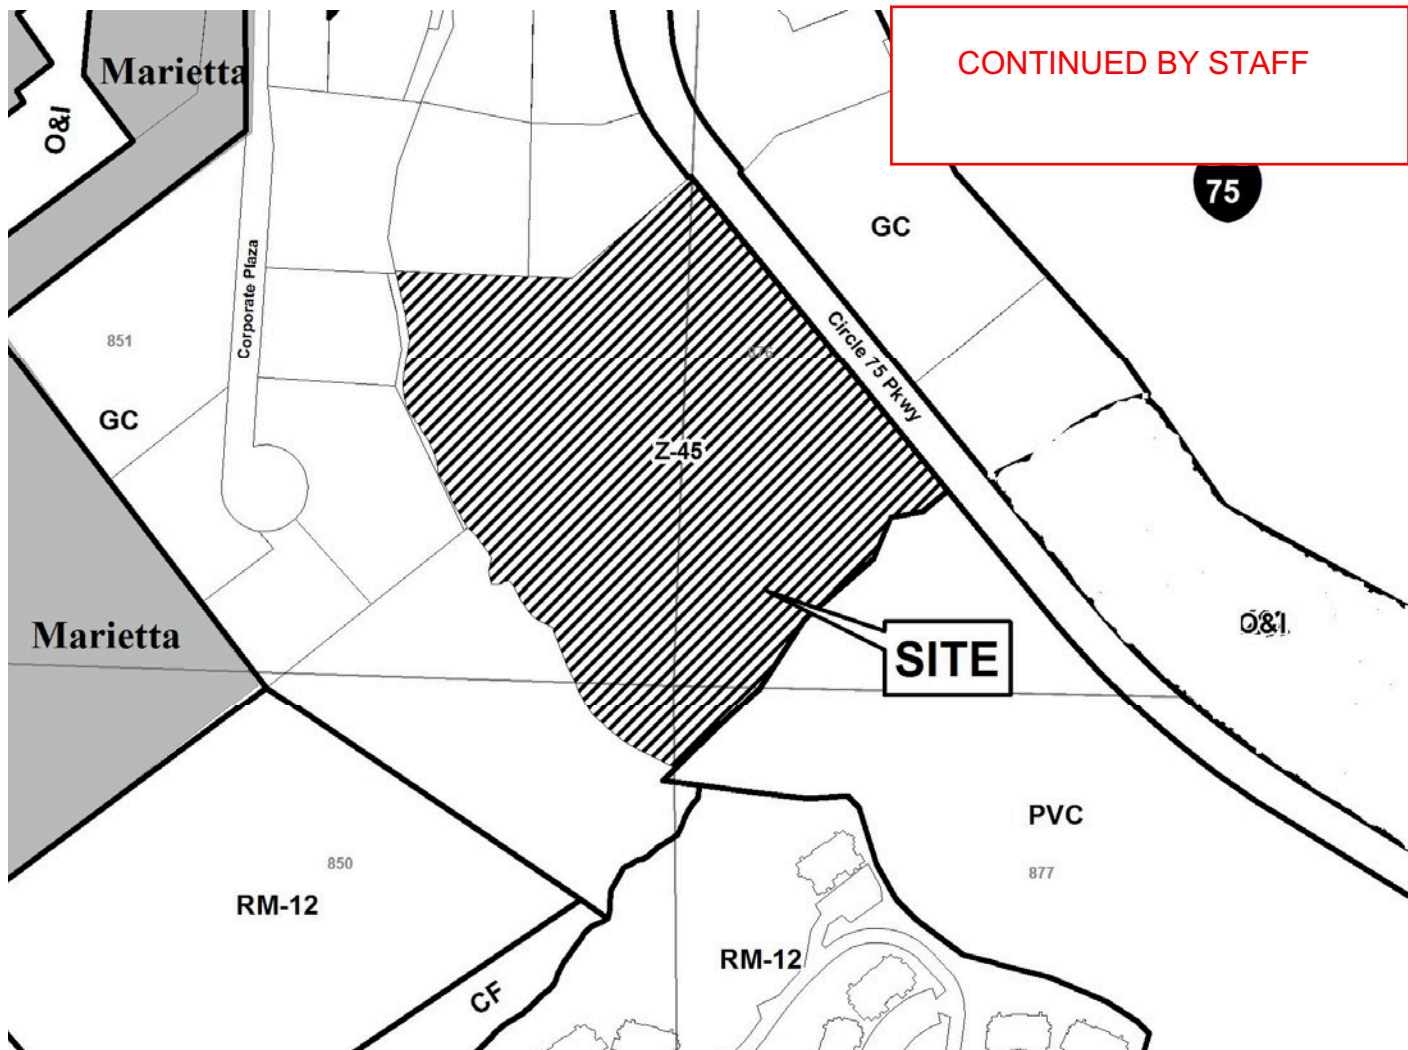 CONTINUED BY STAFF
Marietta
O&I
75
GC
Corporate Plaza
851
Circle 75 Pkwy
876
GC
Z-45
O&I
Marietta
SITE
PVC
850
877
RM-12
RM-12
CF